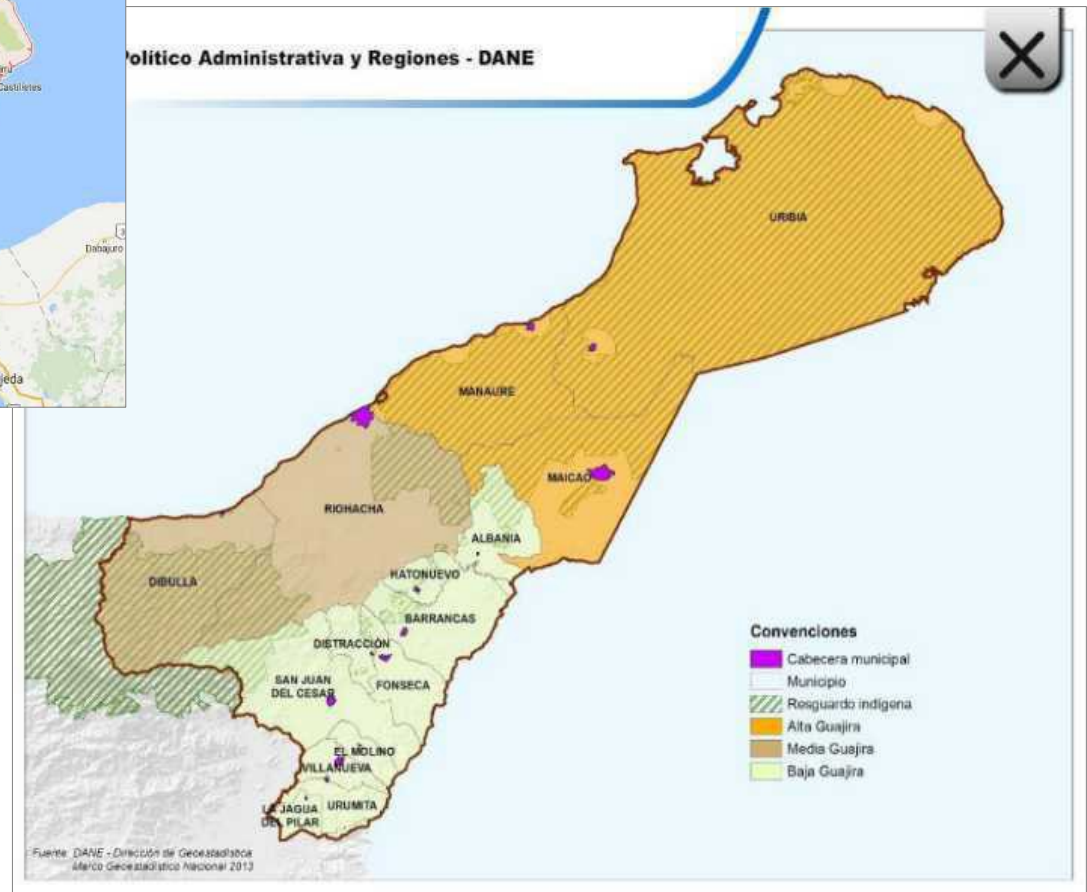 Político Administrativa y Regiones - DANE
Castilletes
Dabajuro
jeda
URIBIA
MANAURE
MAICAO
RIOHACHA
ALBANIA
DIBULLA
HATONUEVO
BARRANCAS
DISTRACCIÓN
SAN JUAN
DEL CESAR
FONSECA
EL MOLINO
VILLANUEVA
LA JAGUA
DEL PILAR
URUMITA
Convenciones
Cabecera municipal
Municipio
Resguardo indígena
Alta Guajira
Media Guajira
Baja Guajira
Fuente: DANE - Dirección de Geoestadística
Marco Geoestadístico Nacional 2013